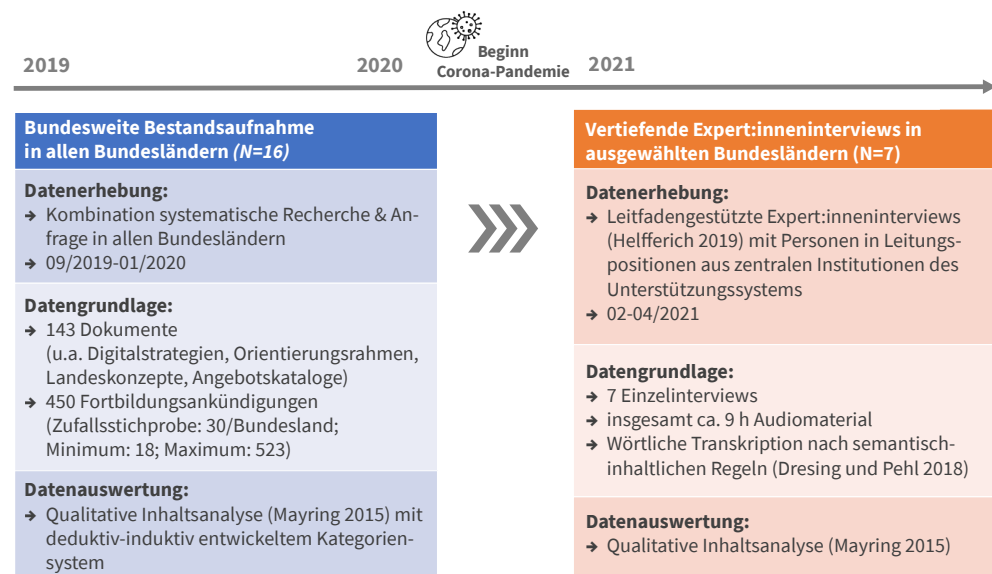 2019
2020
Beginn
Corona-Pandemie
2021
Bundesweite Bestandsaufnahme
in allen Bundesländern (N=16)
Datenerhebung:
→ Kombination systematische Recherche & An-
frage in allen Bundesländern
→ 09/2019-01/2020
Datengrundlage:
→ 143 Dokumente
(u.a. Digitalstrategien, Orientierungsrahmen,
Landeskonzepte, Angebotskataloge)
→ 450 Fortbildungsankündigungen
(Zufallsstichprobe: 30/Bundesland;
Minimum: 18; Maximum: 523)
Datenauswertung:
→ Qualitative Inhaltsanalyse (Mayring 2015) mit
deduktiv-induktiv entwickeltem Kategorien-
system
Vertiefende Expert:inneninterviews in
ausgewählten Bundesländern (N=7)
Datenerhebung:
→ Leitfadengestützte Expert:inneninterviews
(Helfferich 2019) mit Personen in Leitungs-
positionen aus zentralen Institutionen des
Unterstützungssystems
→ 02-04/2021
Datengrundlage:
→ 7 Einzelinterviews
→ insgesamt ca. 9 h Audiomaterial
→ Wörtliche Transkription nach semantisch-
inhaltlichen Regeln (Dresing und Pehl 2018)
Datenauswertung:
→ Qualitative Inhaltsanalyse (Mayring 2015)